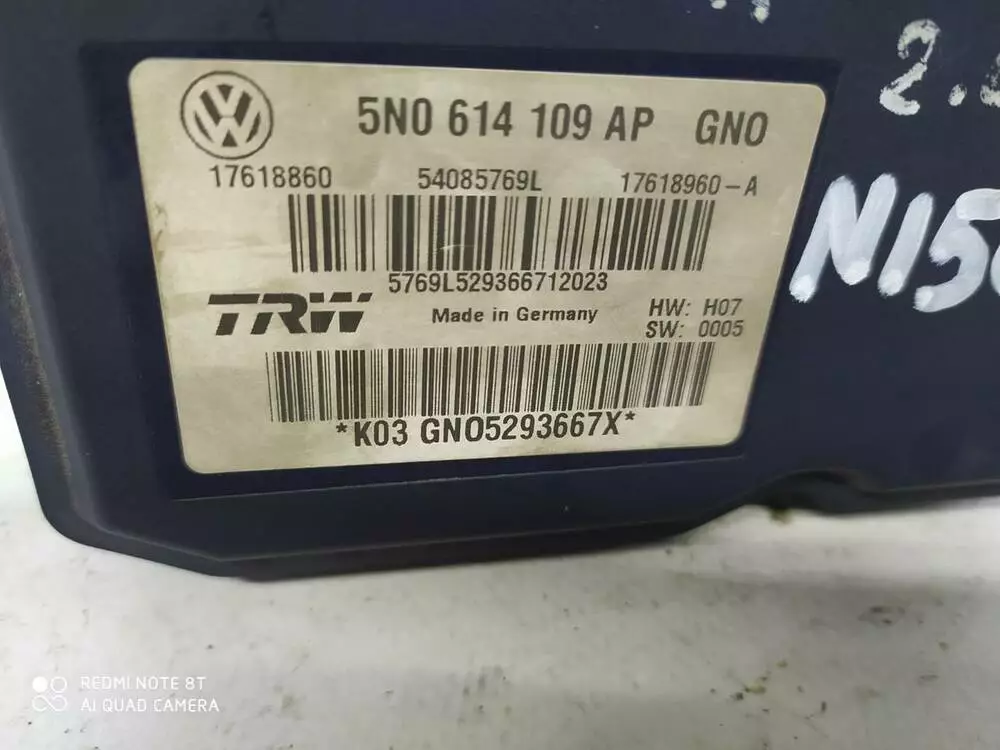 5N0 614 109 AP GNO
17618860 54085769L 17618960-A
5769L529366712023
TRW Made in Germany HW: H07
SW: 0005
*K03 GNO5293667X*
N15
REDMI NOTE 8T
AI QUAD CAMERA